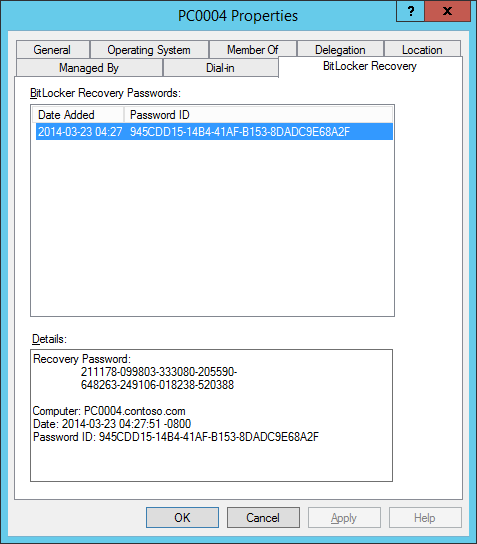 PC0004 Properties
? x
General Operating System Member Of Delegation Location
Managed By Dial-in BitLocker Recovery
BitLocker Recovery Passwords:
Date Added Password ID
2014-03-23 04:27 945CDD15-14B4-41AF-B153-8DADC9E68A2F
Details:
Recovery Password:
211178-099803-333080-205590-
648263-249106-018238-520388
Computer: PC0004.contoso.com
Date: 2014-03-23 04:27:51 -0800
Password ID: 945CDD15-14B4-41AF-B153-8DADC9E68A2F
OK Cancel Apply Help